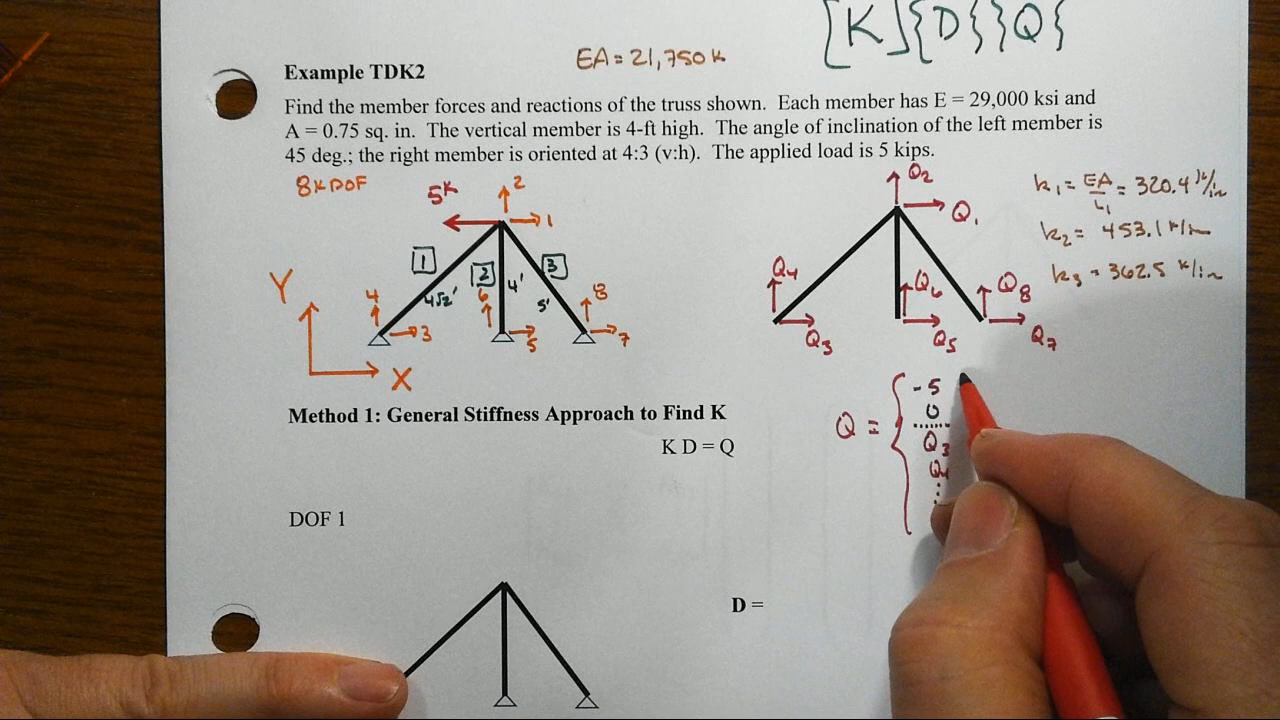 [K]{D}}Q}
EA = 21,750 k
Example TDK2
Find the member forces and reactions of the truss shown. Each member has E = 29,000 ksi and
A = 0.75 sq. in. The vertical member is 4-ft high. The angle of inclination of the left member is
45 deg.; the right member is oriented at 4:3 (v:h). The applied load is 5 kips.
8 K DOF
5K
2
1
1
2
3
4√2'
4'
5'
4
3
6
5
8
7
Y
X
Q2
Q1
Q4
Q3
Q6
Q5
Q8
Q7
k1 = EA/L1 = 320.4 k/in
k2 = 453.1 k/in
k3 = 362.5 k/in
Method 1: General Stiffness Approach to Find K
K D = Q
Q = {
-5
0
Q3
Q4
DOF 1
D =